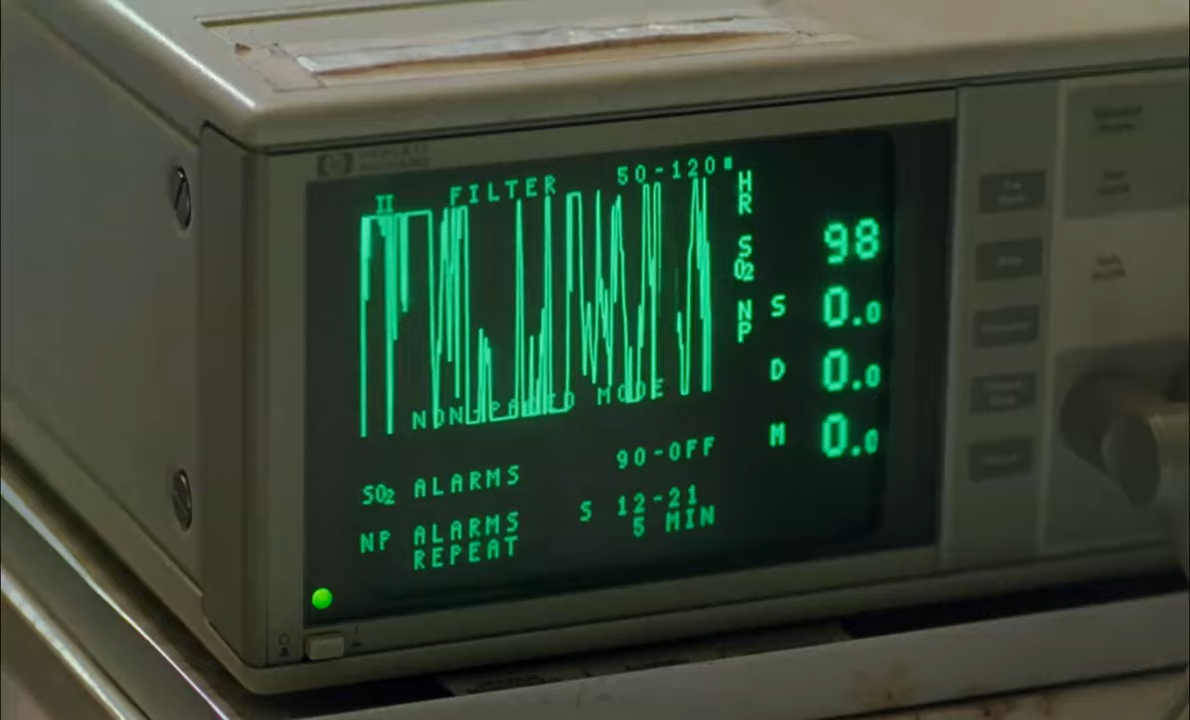 HEWLETT
PACKARD
II FILTER 50-120
HR
SO2 98
NP S 0.0
D 0.0
M 0.0
NON-PACED MODE
SO2 ALARMS 90-OFF
NP ALARMS S 12-21
REPEAT 5 MIN